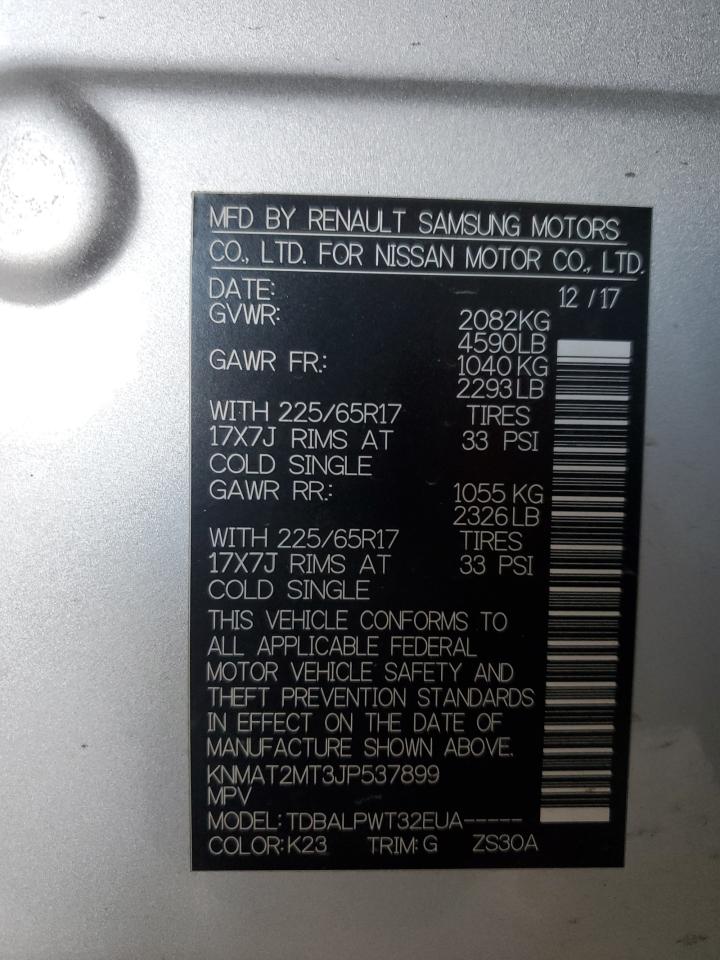 MFD BY RENAULT SAMSUNG MOTORS
CO., LTD. FOR NISSAN MOTOR CO., LTD.
DATE: 12 /17
GVWR: 2082KG
4590LB
GAWR FR.: 1040 KG
2293 LB
WITH 225/65R17 TIRES
17X7J RIMS AT 33 PSI
COLD SINGLE
GAWR RR.: 1055 KG
2326 LB
WITH 225/65R17 TIRES
17X7J RIMS AT 33 PSI
COLD SINGLE
THIS VEHICLE CONFORMS TO
ALL APPLICABLE FEDERAL
MOTOR VEHICLE SAFETY AND
THEFT PREVENTION STANDARDS
IN EFFECT ON THE DATE OF
MANUFACTURE SHOWN ABOVE.
KNMAT2MT3JP537899
MPV
MODEL: TDBALPWT32EUA-----
COLOR: K23 TRIM: G ZS30A